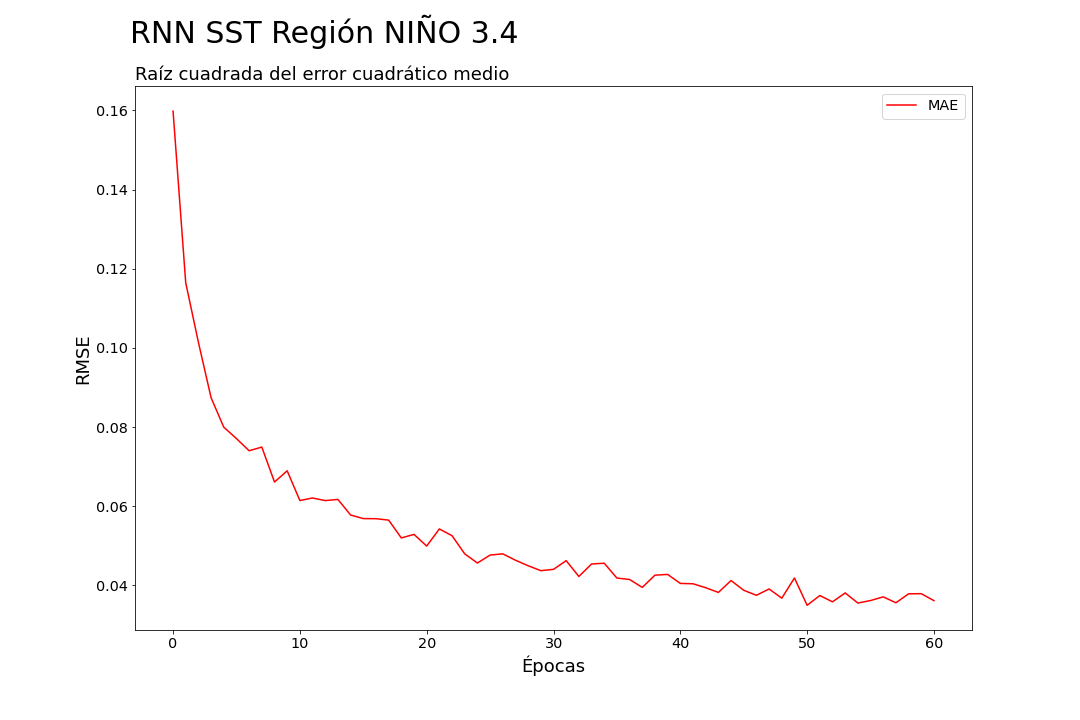 RNN SST Región NIÑO 3.4
Raíz cuadrada del error cuadrático medio
MAE
0.16
0.14
0.12
0.10
0.08
0.06
0.04
RMSE
0 10 20 30 40 50 60
Épocas